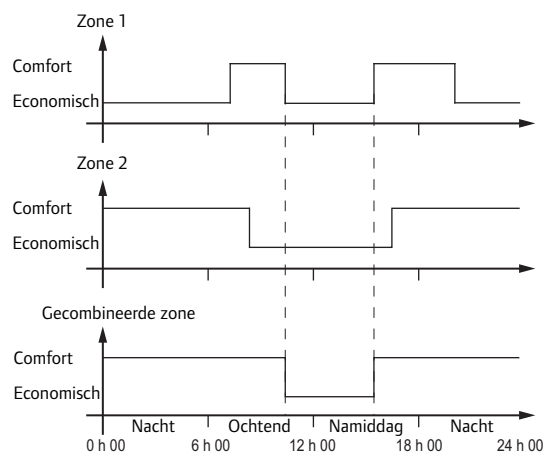 Zone 1
Comfort
Economisch
Zone 2
Comfort
Economisch
Gecombineerde zone
Comfort
Economisch
Nacht Ochtend Namiddag Nacht
0 h 00 6 h 00 12 h 00 18 h 00 24 h 00